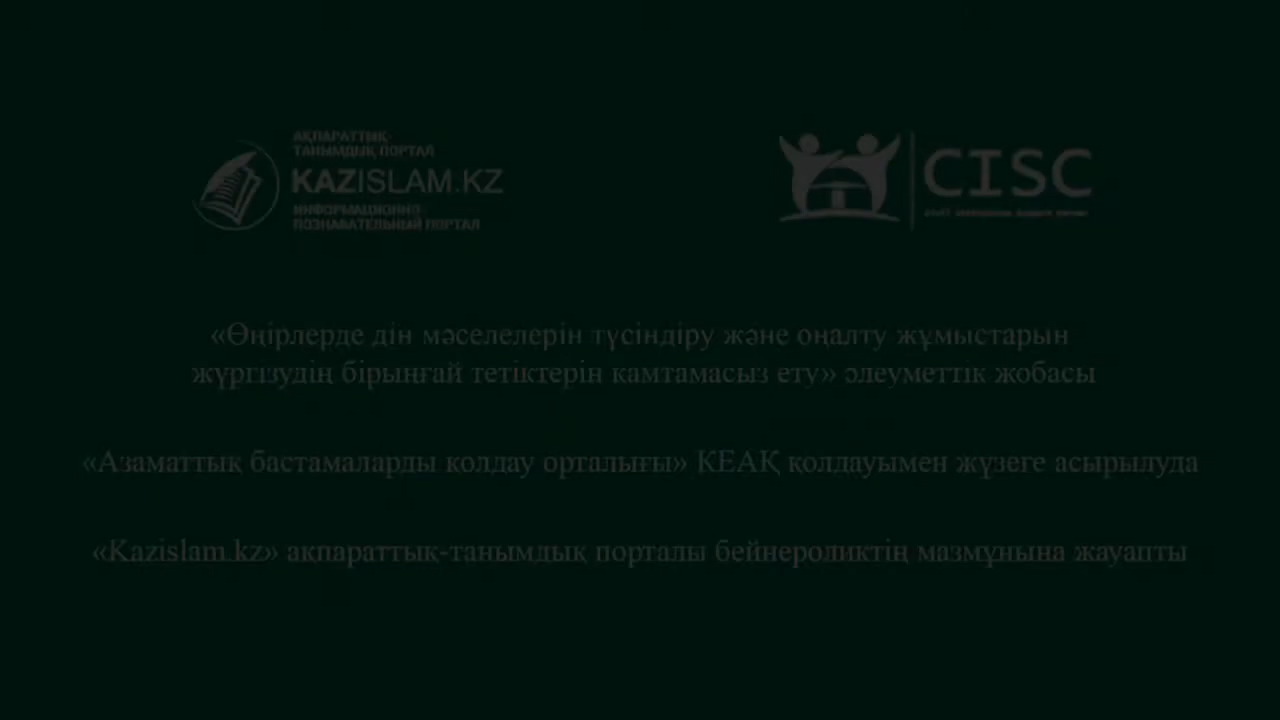 АҚПАРАТТЫҚ
ТАНЫМДЫҚ ПОРТАЛ
KAZISLAM.KZ
ИНФОРМАЦИОННО
ПОЗНАВАТЕЛЬНЫЙ ПОРТАЛ
CISC
«Өңірлерде дін мәселелерін түсіндіру және оңалту жұмыстарын
жүргізудің бірыңғай тетіктерін қамтамасыз ету» әлеуметтік жобасы
«Азаматтық бастамаларды қолдау орталығы» КЕАҚ қолдауымен жүзеге асырылуда
«Kazislam.kz» ақпараттық-танымдық порталы бейнероликтің мазмұнына жауапты